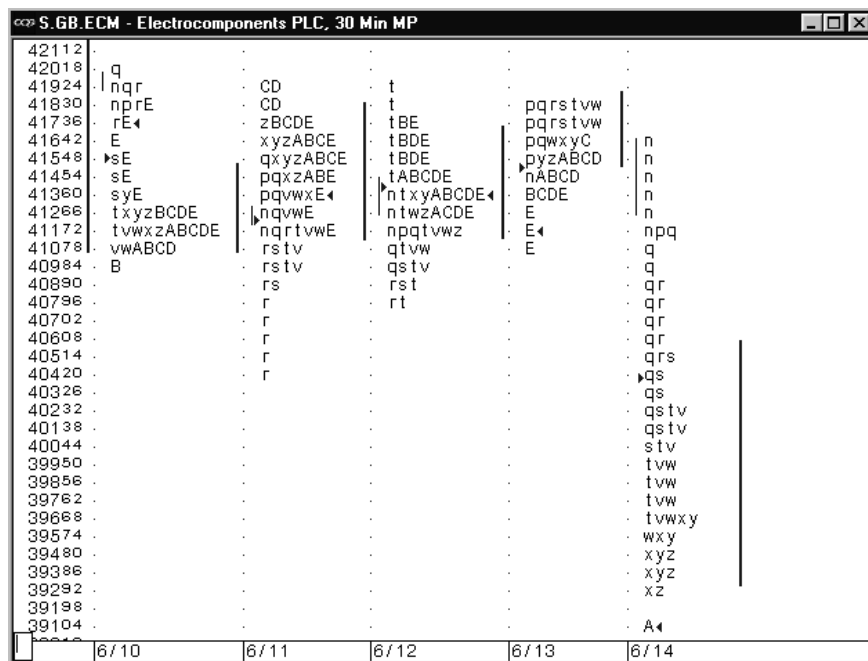 CQG S.GB.ECM - Electrocomponents PLC, 30 Min MP
42112
42018 q
41924 nqr CD t
41830 nprE CD t pqrstvw
41736 rE zBCDE tBE pqrstvw
41642 E xyzABCE tBDE pqwxyC n
41548 sE qxyzABCE tBDE pyzABCD n
41454 sE pqxzABE tABCDE nABCD n
41360 syE pqvwxE ntxyABCDE BCDE n
41266 txyzBCDE nqvwE ntwzACDE E n
41172 tvwxzABCDE nqrtvwE npqtvwz E npq
41078 vwABCD rstv qtvw E q
40984 B rstv qstv q
40890 rs rst qr
40796 r rt qr
40702 r qr
40608 r qr
40514 r qrs
40420 r qs
40326 qs
40232 qstv
40138 qstv
40044 stv
39950 tvw
39856 tvw
39762 tvw
39668 tvwxy
39574 wxy
39480 xyz
39386 xyz
39292 xz
39198
39104 A
6/10 6/11 6/12 6/13 6/14